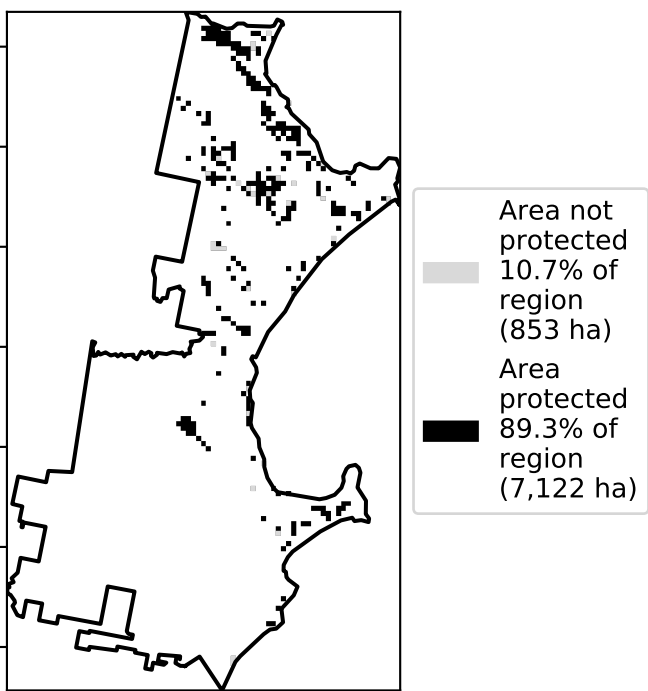 Area not
protected
10.7% of
region
(853 ha)
Area
protected
89.3% of
region
(7,122 ha)